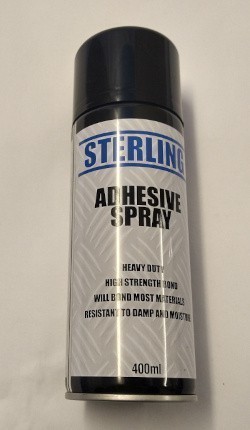 STERLING
ADHESIVE
SPRAY
HEAVY DUTY
HIGH STRENGTH BOND
WILL BOND MOST MATERIALS
RESISTANT TO DAMP AND MOISTURE
400ml